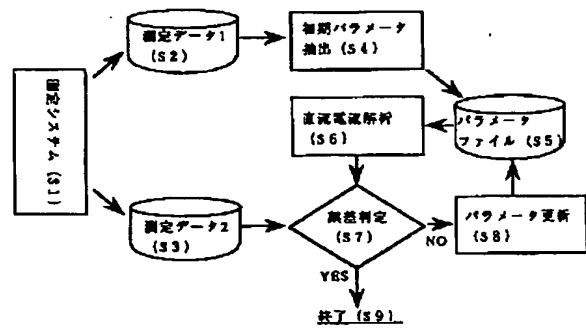 測定システム(S1)
測定データ1
(S2)
初期パラメータ
抽出(S4)
直流電流解析
(S6)
パラメータ
ファイル(S5)
測定データ2
(S3)
誤差判定
(S7)
NO
パラメータ更新
(S8)
YES
終了(S9)